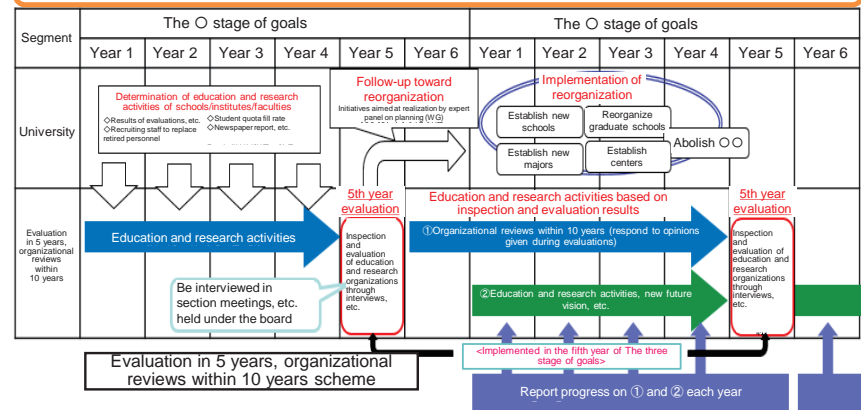 Segment
The ○ stage of goals
The ○ stage of goals
Year 1
Year 2
Year 3
Year 4
Year 5
Year 6
Year 1
Year 2
Year 3
Year 4
Year 5
Year 6
University
Determination of education and research
activities of schools/institutes/faculties
◇Results of evaluations, etc.
◇Student quota fill rate
◇Recruiting staff to replace
retired personnel
◇Newspaper report, etc.
Follow-up toward
reorganization
Initiatives aimed at realization by expert
panel on planning (WG)
Implementation of
reorganization
Establish new
schools
Reorganize
graduate schools
Establish new
majors
Establish
centers
Abolish ○○
Evaluation
in 5 years,
organizational
reviews
within
10 years
Education and research activities
5th year
evaluation
Inspection
and
evaluation
of education
and research
organizations
through
interviews,
etc.
Be interviewed in
section meetings, etc.
held under the board
Education and research activities based on
inspection and evaluation results
①Organizational reviews within 10 years (respond to opinions
given during evaluations)
②Education and research activities, new future
vision, etc.
5th year
evaluation
Inspection
and
evaluation of
education and
research
organizations
through
interviews,
etc.
Evaluation in 5 years, organizational
reviews within 10 years scheme
<Implemented in the fifth year of The three
stage of goals>
Report progress on ① and ② each year